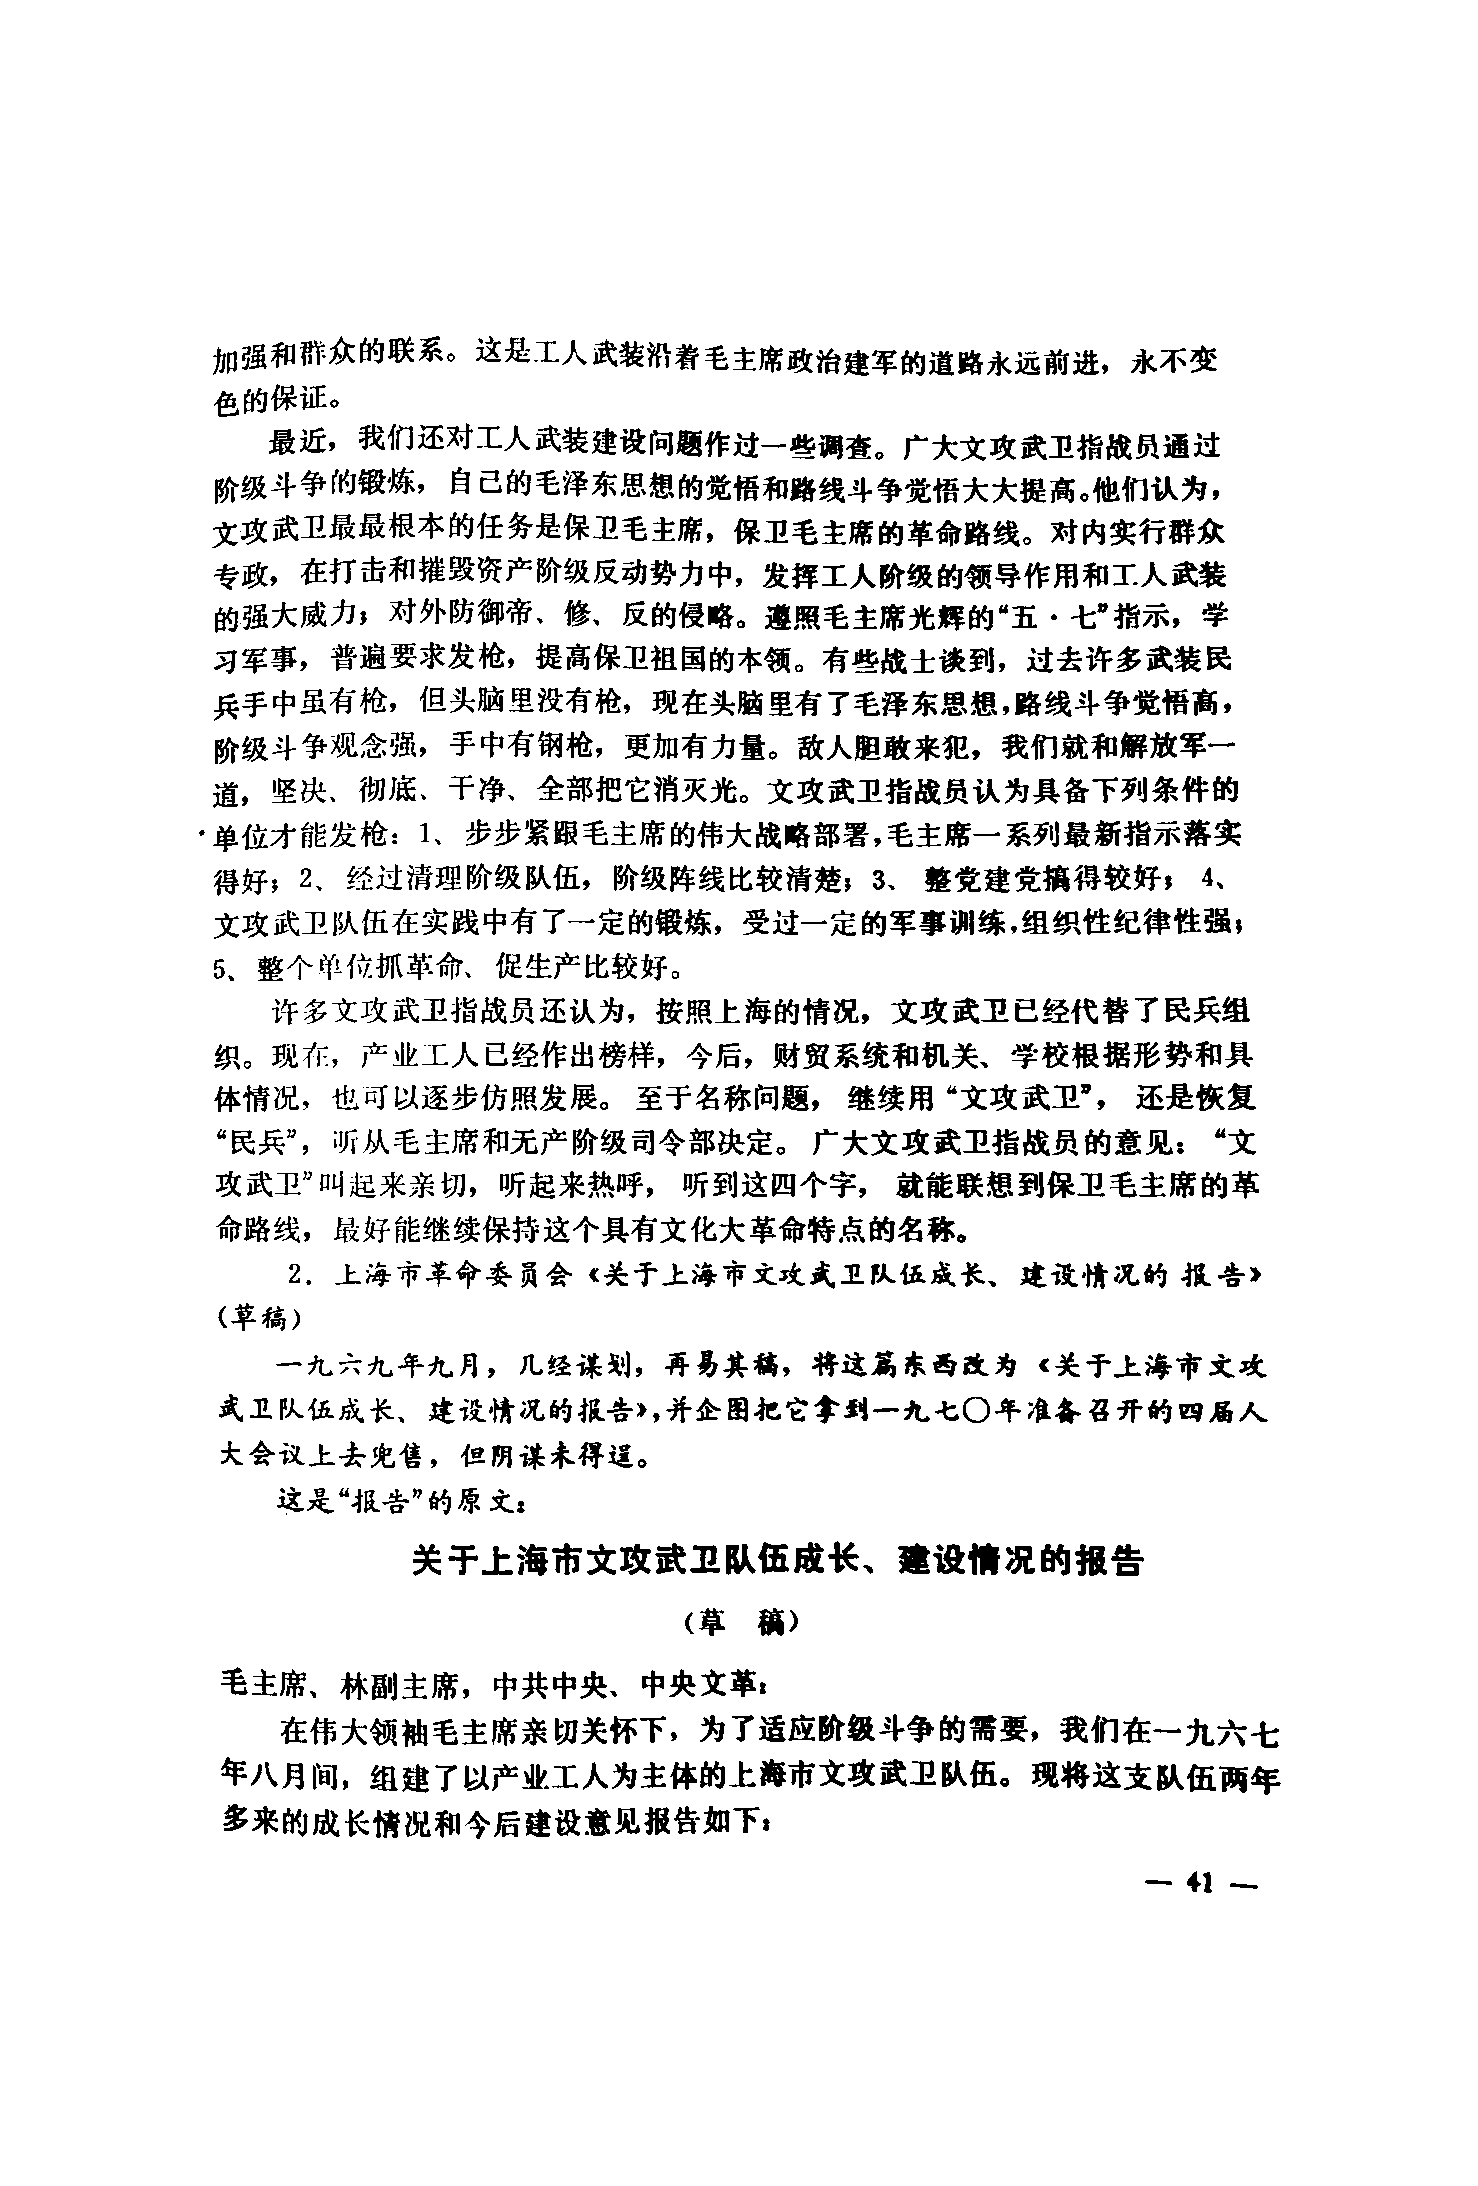 加强和群众的联系。这是工人武装沿着毛主席政治建军的道路永远前进，永不变
色的保证。
最近，我们还对工人武装建设问题作过一些调查。广大文攻武卫指战员通过
阶级斗争的锻炼，自己的毛泽东思想的觉悟和路线斗争觉悟大大提高。他们认为，
文攻武卫最最根本的任务是保卫毛主席，保卫毛主席的革命路线。对内实行群众
专政，在打击和摧毁资产阶级反动势力中，发挥工人阶级的领导作用和工人武装
的强大威力；对外防御帝、修、反的侵略。遵照毛主席光辉的“五·七”指示，学
习军事，普遍要求发枪，提高保卫祖国的本领。有些战士谈到，过去许多武装民
兵手中虽有枪，但头脑里没有枪，现在头脑里有了毛泽东思想，路线斗争觉悟高，
阶级斗争观念强，手中有钢枪，更加有力量。敌人胆敢来犯，我们就和解放军一
道，坚决、彻底、干净、全部把它消灭光。文攻武卫指战员认为具备下列条件的
单位才能发枪：1、步步紧跟毛主席的伟大战略部署，毛主席一系列最新指示落实
得好；2、经过清理阶级队伍，阶级阵线比较清楚；3、整党建党搞得较好；4、
文攻武卫队伍在实践中有了一定的锻炼，受过一定的军事训练，组织性纪律性强；
5、整个单位抓革命、促生产比较好。
许多文攻武卫指战员还认为，按照上海的情况，文攻武卫已经代替了民兵组
织。现在，产业工人已经作出榜样，今后，财贸系统和机关、学校根据形势和具
体情况，也可以逐步仿照发展。至于名称问题，继续用“文攻武卫”，还是恢复
“民兵”，听从毛主席和无产阶级司令部决定。广大文攻武卫指战员的意见：“文
攻武卫”叫起来亲切，听起来热呼，听到这四个字，就能联想到保卫毛主席的革
命路线，最好能继续保持这个具有文化大革命特点的名称。
2．上海市革命委员会《关于上海市文攻武卫队伍成长、建设情况的报告》
（草稿）
一九六九年九月，几经谋划，再易其稿，将这篇东西改为《关于上海市文攻
武卫队伍成长、建设情况的报告》，并企图把它拿到一九七〇年准备召开的四届人
大会议上去兜售，但阴谋未得逞。
这是“报告”的原文：
关于上海市文攻武卫队伍成长、建设情况的报告
（草 稿）
毛主席、林副主席，中共中央、中央文革：
在伟大领袖毛主席亲切关怀下，为了适应阶级斗争的需要，我们在一九六七
年八月间，组建了以产业工人为主体的上海市文攻武卫队伍。现将这支队伍两年
多来的成长情况和今后建设意见报告如下：
— 41 —